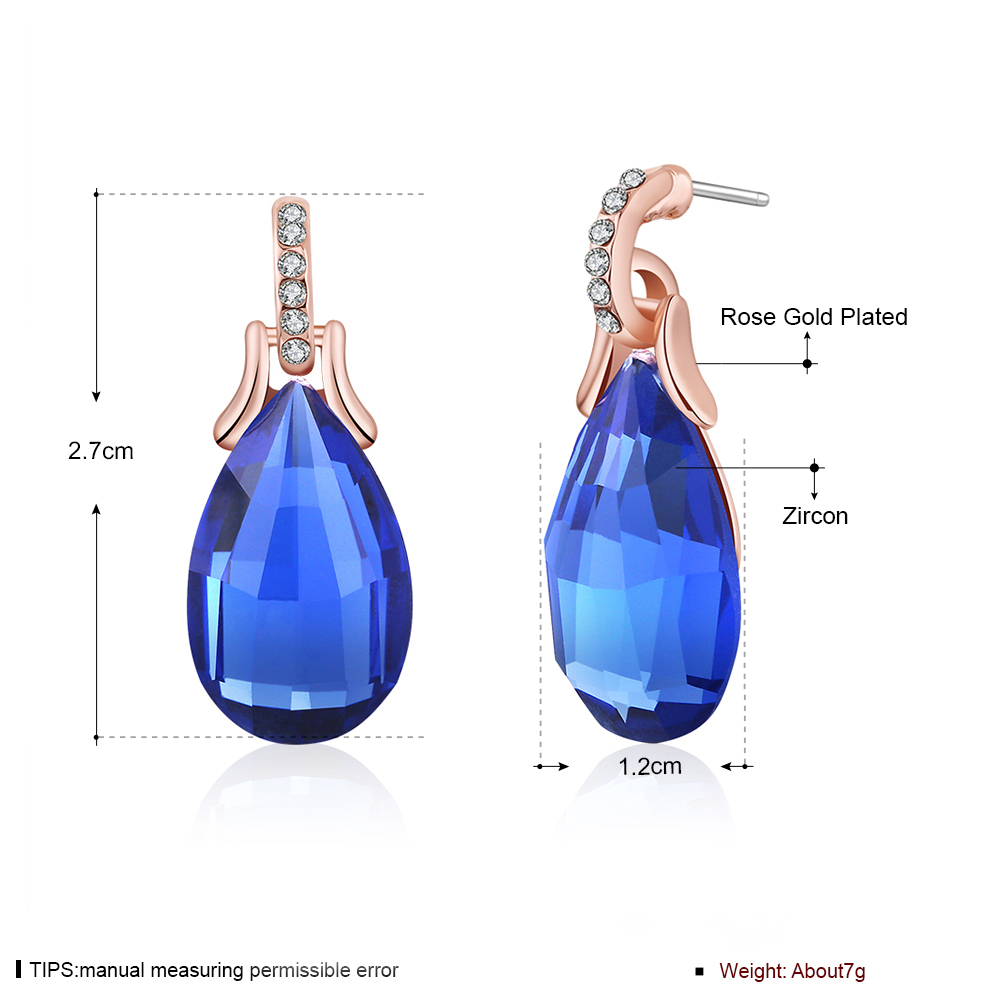 Rose Gold Plated
2.7cm
Zircon
1.2cm
TIPS:manual measuring permissible error
Weight: About7g